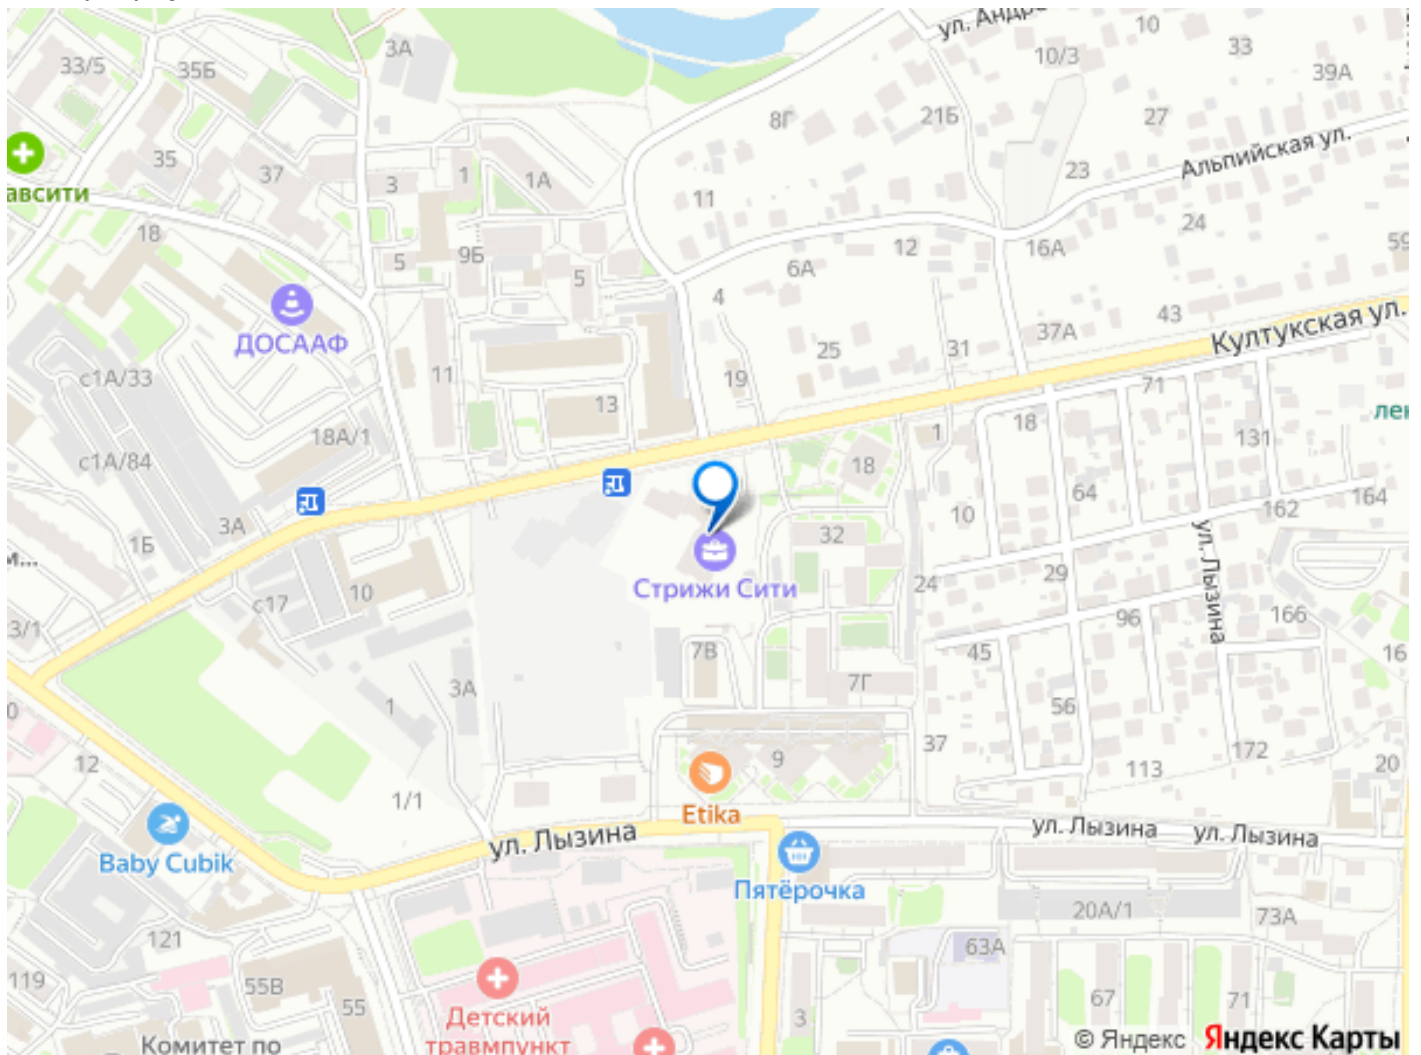 ул. Андр
10
10/3
33
39А
33/5
35Б
3А
8Г
21Б
27
Альпийская ул.
35
37
3
1
1А
11
23
24
авсити
18
5
9Б
5
4
6А
12
16А
59
ДОСААФ
25
31
37А
43
Култукская ул.
с1А/33
11
13
19
71
лек
18А/1
1
18
131
с1А/84
18
64
164
162
3А
1Б
10
32
ул. Лызина
м...
с17
10
Стрижи Сити
24
29
96
166
3/1
7В
45
16
3А
7Г
1
56
0
12
9
37
172
113
20
1/1
Etika
ул. Лызина
ул. Лызина
ул. Лызина
Baby Cubik
Пятёрочка
20А/1
73А
121
63А
119
55В
55
67
71
3
Детский
травмпункт
Комитет по
© Яндекс Яндекс Карты